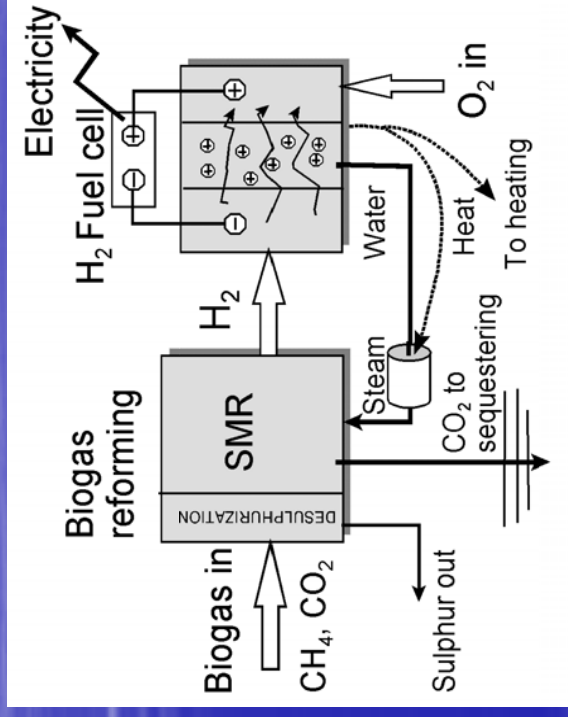 Electricity
H₂ Fuel cell
Biogas
reforming
Biogas in
CH₄, CO₂
DESULPHURIZATION
SMR
H₂
Steam
Water
Heat
O₂ in
Sulphur out
CO₂ to
sequestering
To heating